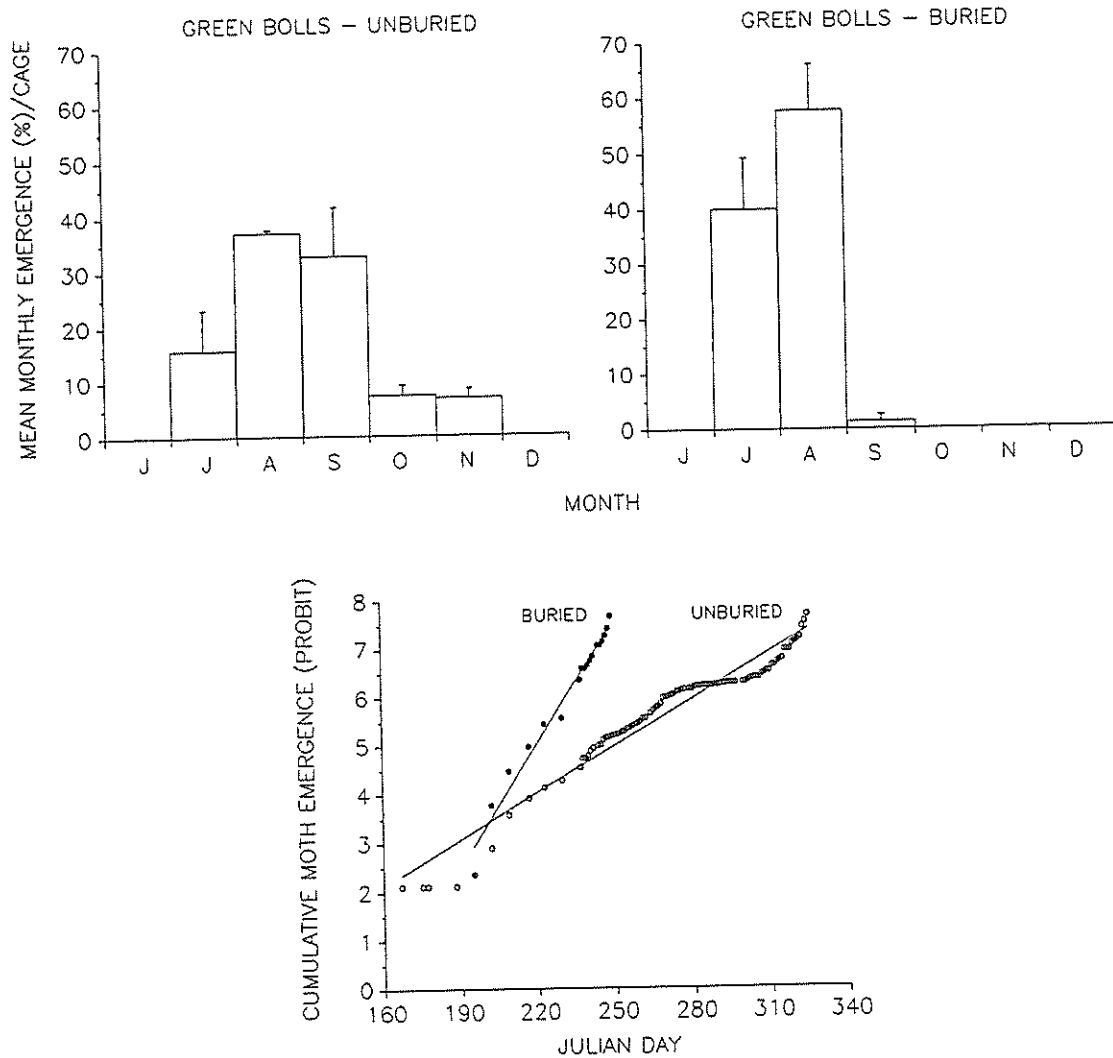 GREEN BOLLS – UNBURIED
MEAN MONTHLY EMERGENCE (%)/CAGE
70
60
50
40
30
20
10
0
J J A S O N D
GREEN BOLLS – BURIED
70
60
50
40
30
20
10
0
J J A S O N D
MONTH
CUMULATIVE MOTH EMERGENCE (PROBIT)
8
7
6
5
4
3
2
1
0
BURIED
UNBURIED
160 190 220 250 280 310 340
JULIAN DAY